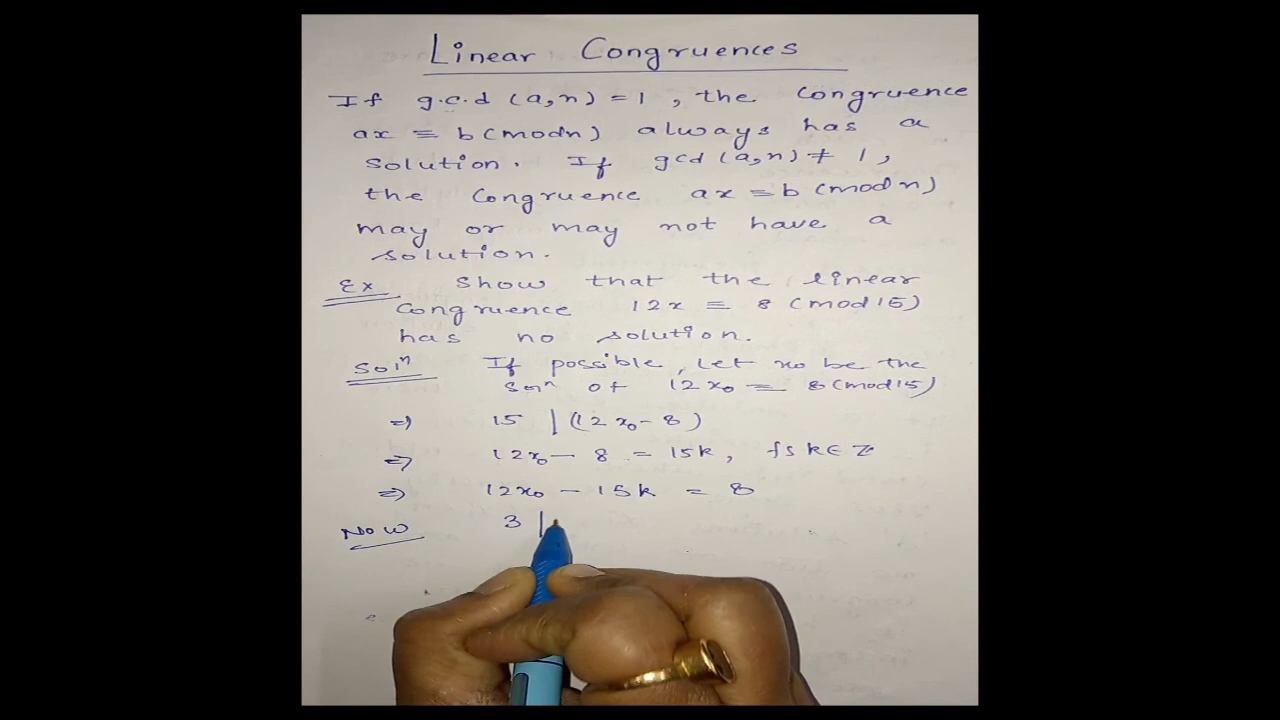 Linear Congruences
If g.c.d (a,n) = 1, the congruence
ax ≡ b (mod n) always has a
solution. If gcd (a,n) ≠ 1,
the congruence ax ≡ b (mod n)
may or may not have a
solution.
Ex Show that the linear
congruence 12x ≡ 8 (mod 15)
has no solution.
Solⁿ If possible, Let x₀ be the
Solⁿ of 12x₀ ≡ 8 (mod 15)
⇒ 15 | (12x₀ - 8)
⇒ 12x₀ - 8 = 15k, fs k ∈ Z
⇒ 12x₀ - 15k = 8
Now 3 |